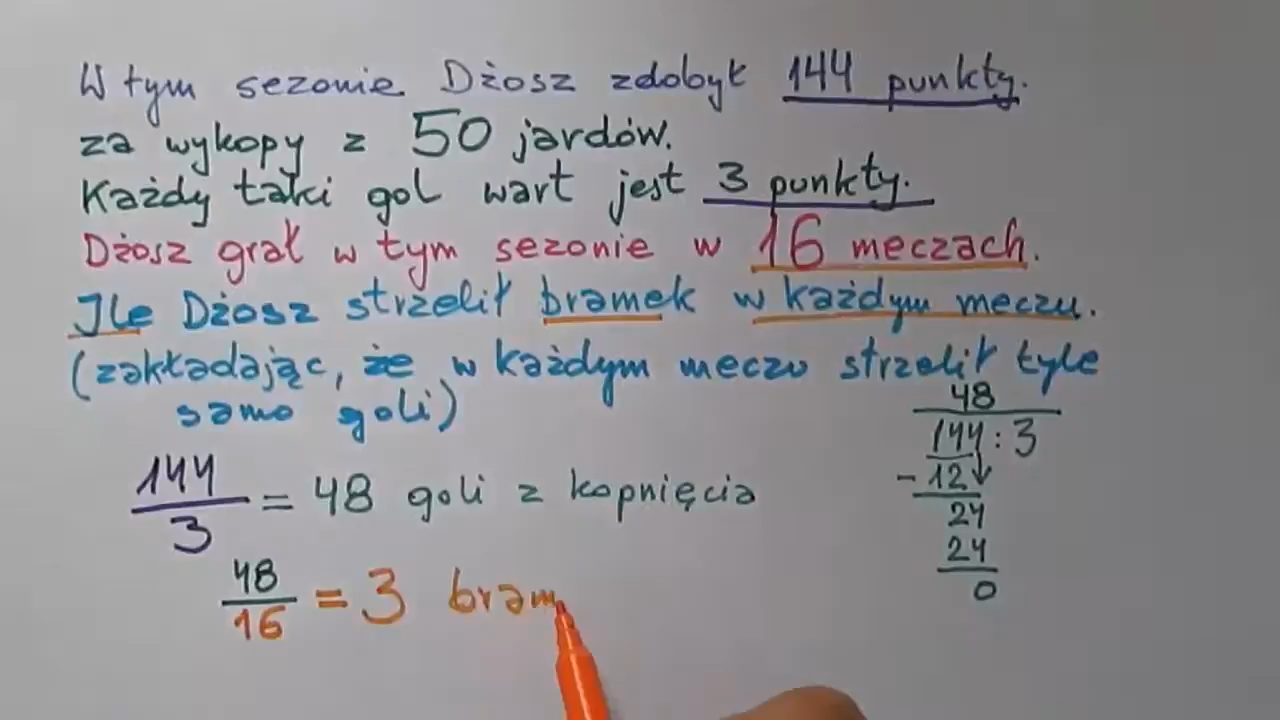 W tym sezonie Dżosz zdobył 144 punkty.
za wykopy z 50 jardów.
Każdy taki gol wart jest 3 punkty.
Dżosz grał w tym sezonie w 16 meczach.
Ile Dżosz strzelił bramek w każdym meczu.
(zakładając, że w każdym meczu strzelił tyle
samo goli)
144/3 = 48 goli z kopnięcia
48/16 = 3 bram
48
144 : 3
- 12
24
24
0